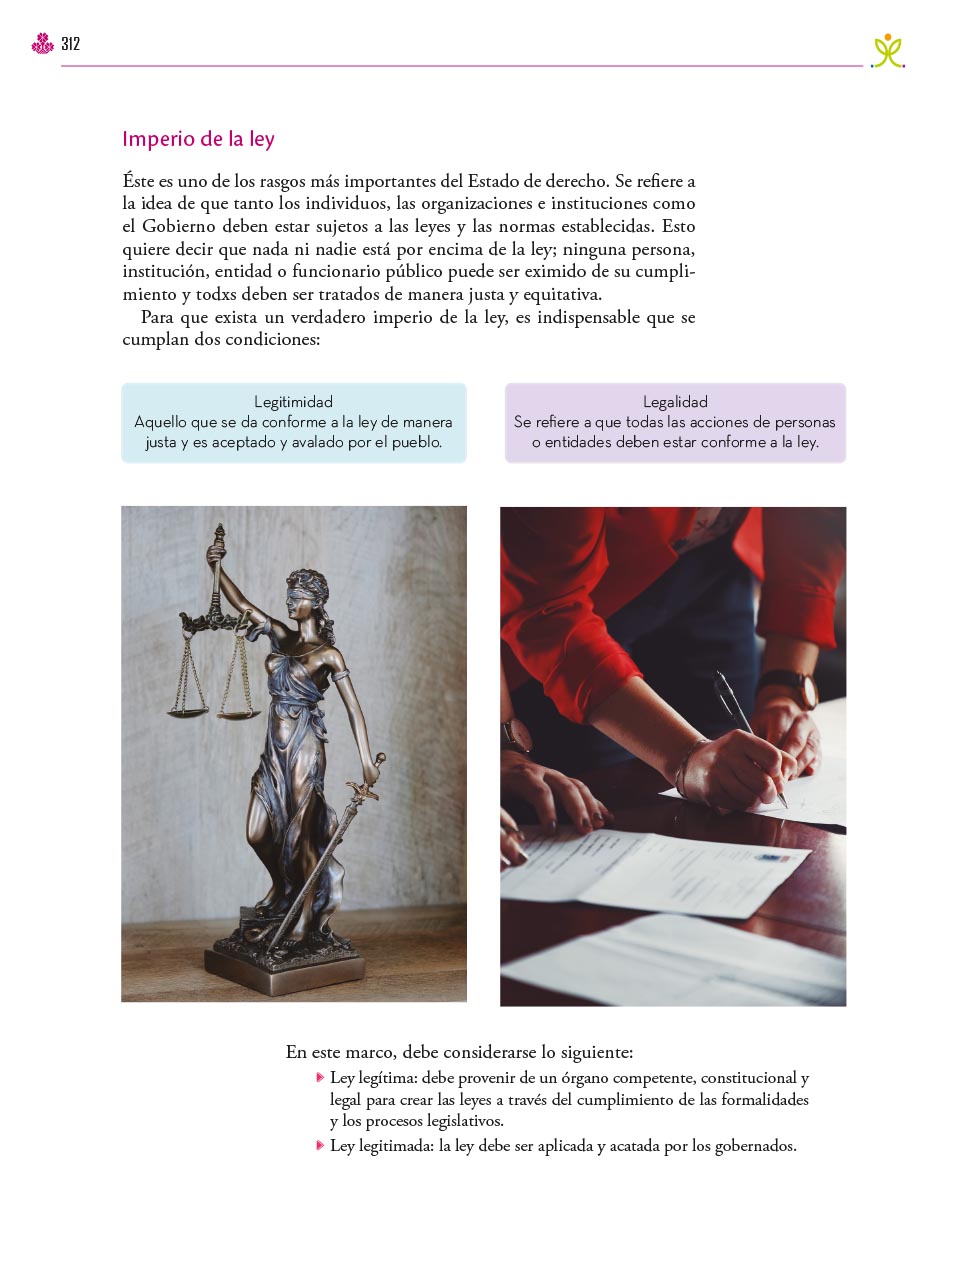 312
Imperio de la ley
Éste es uno de los rasgos más importantes del Estado de derecho. Se refiere a
la idea de que tanto los individuos, las organizaciones e instituciones como
el Gobierno deben estar sujetos a las leyes y las normas establecidas. Esto
quiere decir que nada ni nadie está por encima de la ley; ninguna persona,
institución, entidad o funcionario público puede ser eximido de su cumpli-
miento y todxs deben ser tratados de manera justa y equitativa.
Para que exista un verdadero imperio de la ley, es indispensable que se
cumplan dos condiciones:
Legitimidad
Aquello que se da conforme a la ley de manera
justa y es aceptado y avalado por el pueblo.
Legalidad
Se refiere a que todas las acciones de personas
o entidades deben estar conforme a la ley.
En este marco, debe considerarse lo siguiente:
Ley legítima: debe provenir de un órgano competente, constitucional y
legal para crear las leyes a través del cumplimiento de las formalidades
y los procesos legislativos.
Ley legitimada: la ley debe ser aplicada y acatada por los gobernados.